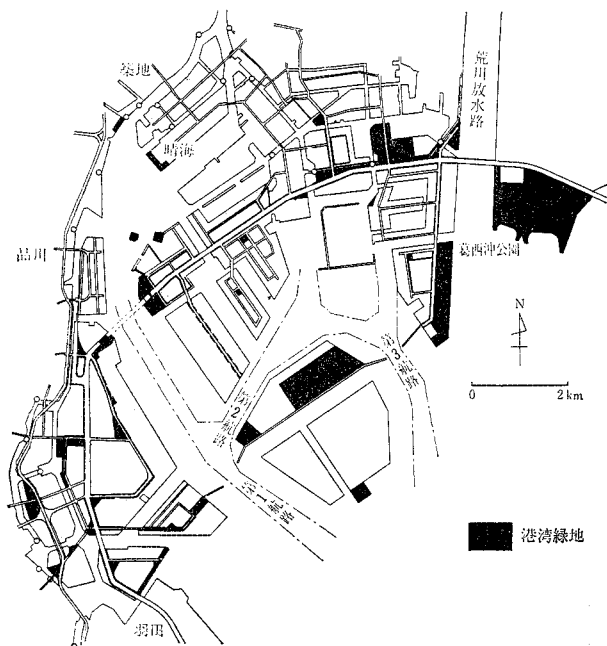 築地
荒川放水路
晴海
品川
葛西沖公園
N
第3航路
0 2km
第2航路
第1航路
港湾緑地
羽田